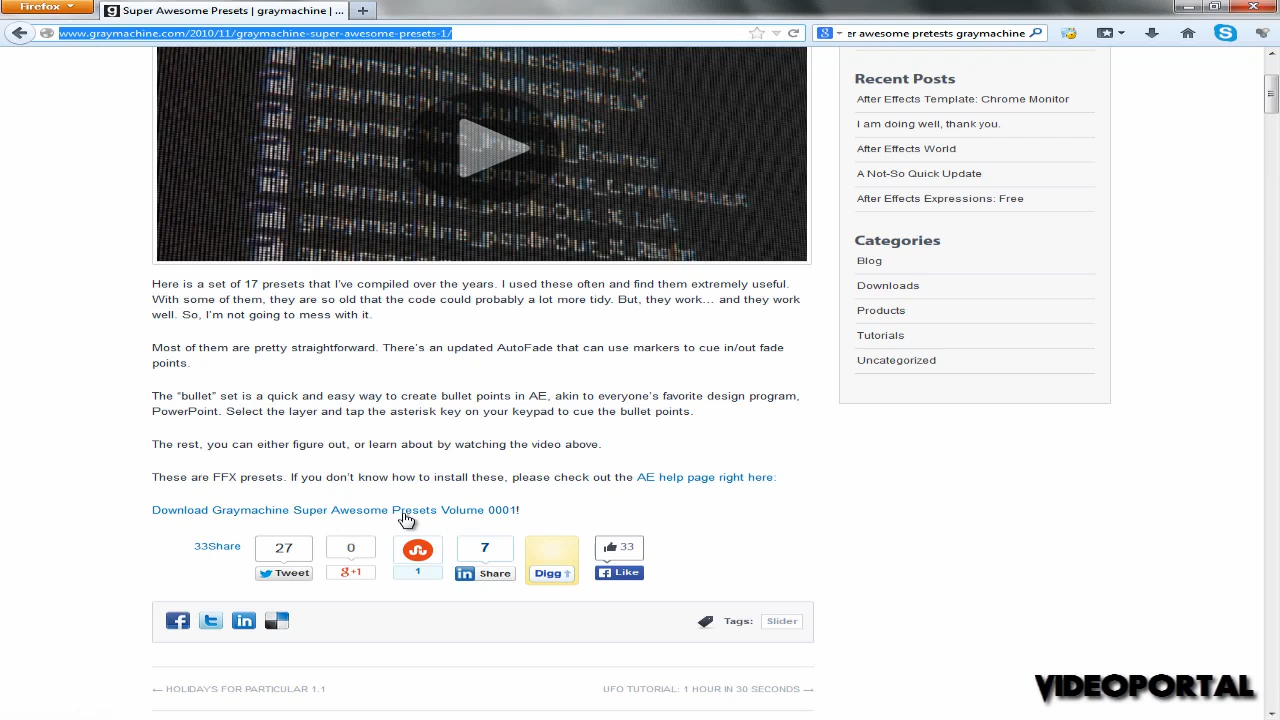 Firefox
Super Awesome Presets | graymachine | ...
www.graymachine.com/2010/11/graymachine-super-awesome-presets-1/
er awesome pretests graymachine
graymachine_bulletSpring_X
graymachine_bulletSpring_Y
Here is a set of 17 presets that I've compiled over the years. I used these often and find them extremely useful.
With some of them, they are so old that the code could probably a lot more tidy. But, they work… and they work
well. So, I'm not going to mess with it.
Most of them are pretty straightforward. There's an updated AutoFade that can use markers to cue in/out fade
points.
The “bullet” set is a quick and easy way to create bullet points in AE, akin to everyone's favorite design program,
PowerPoint. Select the layer and tap the asterisk key on your keypad to cue the bullet points.
The rest, you can either figure out, or learn about by watching the video above.
These are FFX presets. If you don't know how to install these, please check out the AE help page right here:
Download Graymachine Super Awesome Presets Volume 0001!
33Share
27
Tweet
0
+1
1
7
Share
Digg
33
Like
Tags: Slider
← HOLIDAYS FOR PARTICULAR 1.1
UFO TUTORIAL: 1 HOUR IN 30 SECONDS →
Recent Posts
After Effects Template: Chrome Monitor
I am doing well, thank you.
After Effects World
A Not-So Quick Update
After Effects Expressions: Free
Categories
Blog
Downloads
Products
Tutorials
Uncategorized
VIDEOPORTAL